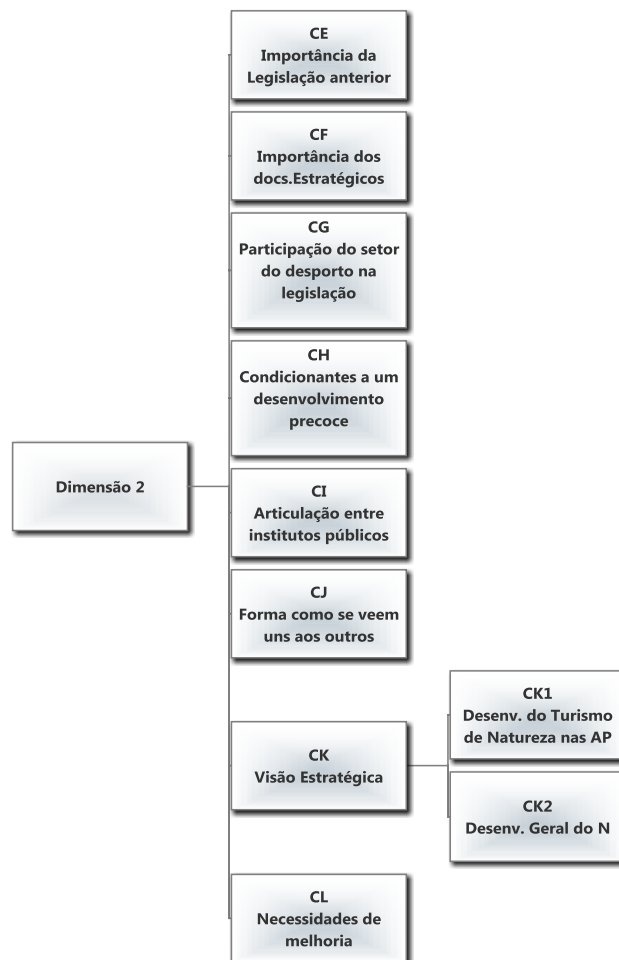 CE
Importância da
Legislação anterior
CF
Importância dos
docs.Estratégicos
CG
Participação do setor
do desporto na
legislação
CH
Condicionantes a um
desenvolvimento
precoce
Dimensão 2
CI
Articulação entre
institutos públicos
CJ
Forma como se veem
uns aos outros
CK
Visão Estratégica
CK1
Desenv. do Turismo
de Natureza nas AP
CK2
Desenv. Geral do N
CL
Necessidades de
melhoria